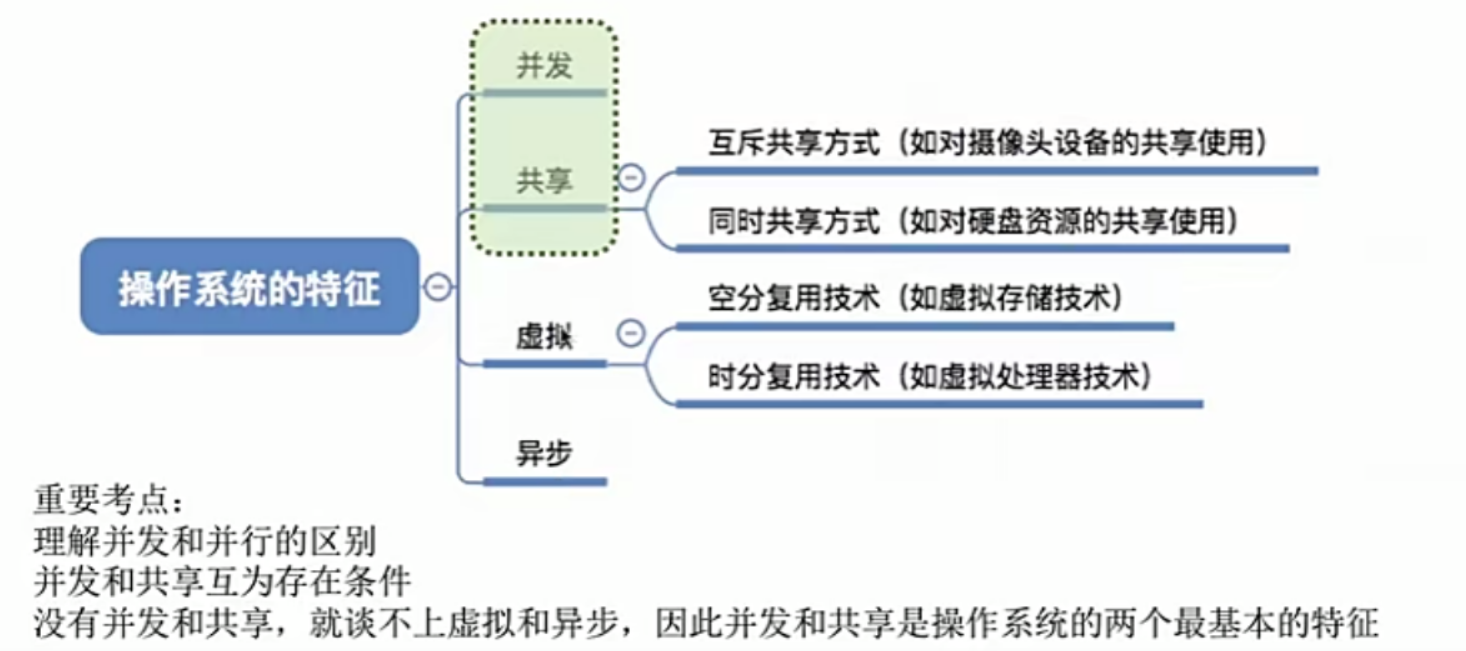 操作系统的特征
并发
共享
互斥共享方式（如对摄像头设备的共享使用）
同时共享方式（如对硬盘资源的共享使用）
虚拟
空分复用技术（如虚拟存储技术）
时分复用技术（如虚拟处理器技术）
异步
重要考点：
理解并发和并行的区别
并发和共享互为存在条件
没有并发和共享，就谈不上虚拟和异步，因此并发和共享是操作系统的两个最基本的特征